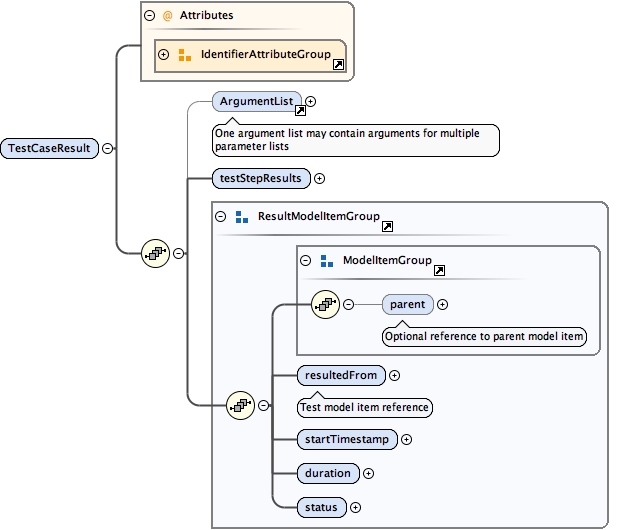 @ Attributes
IdentifierAttributeGroup
ArgumentList
One argument list may contain arguments for multiple
parameter lists
TestCaseResult
testStepResults
ResultModelItemGroup
ModelItemGroup
parent
Optional reference to parent model item
resultedFrom
Test model item reference
startTimestamp
duration
status